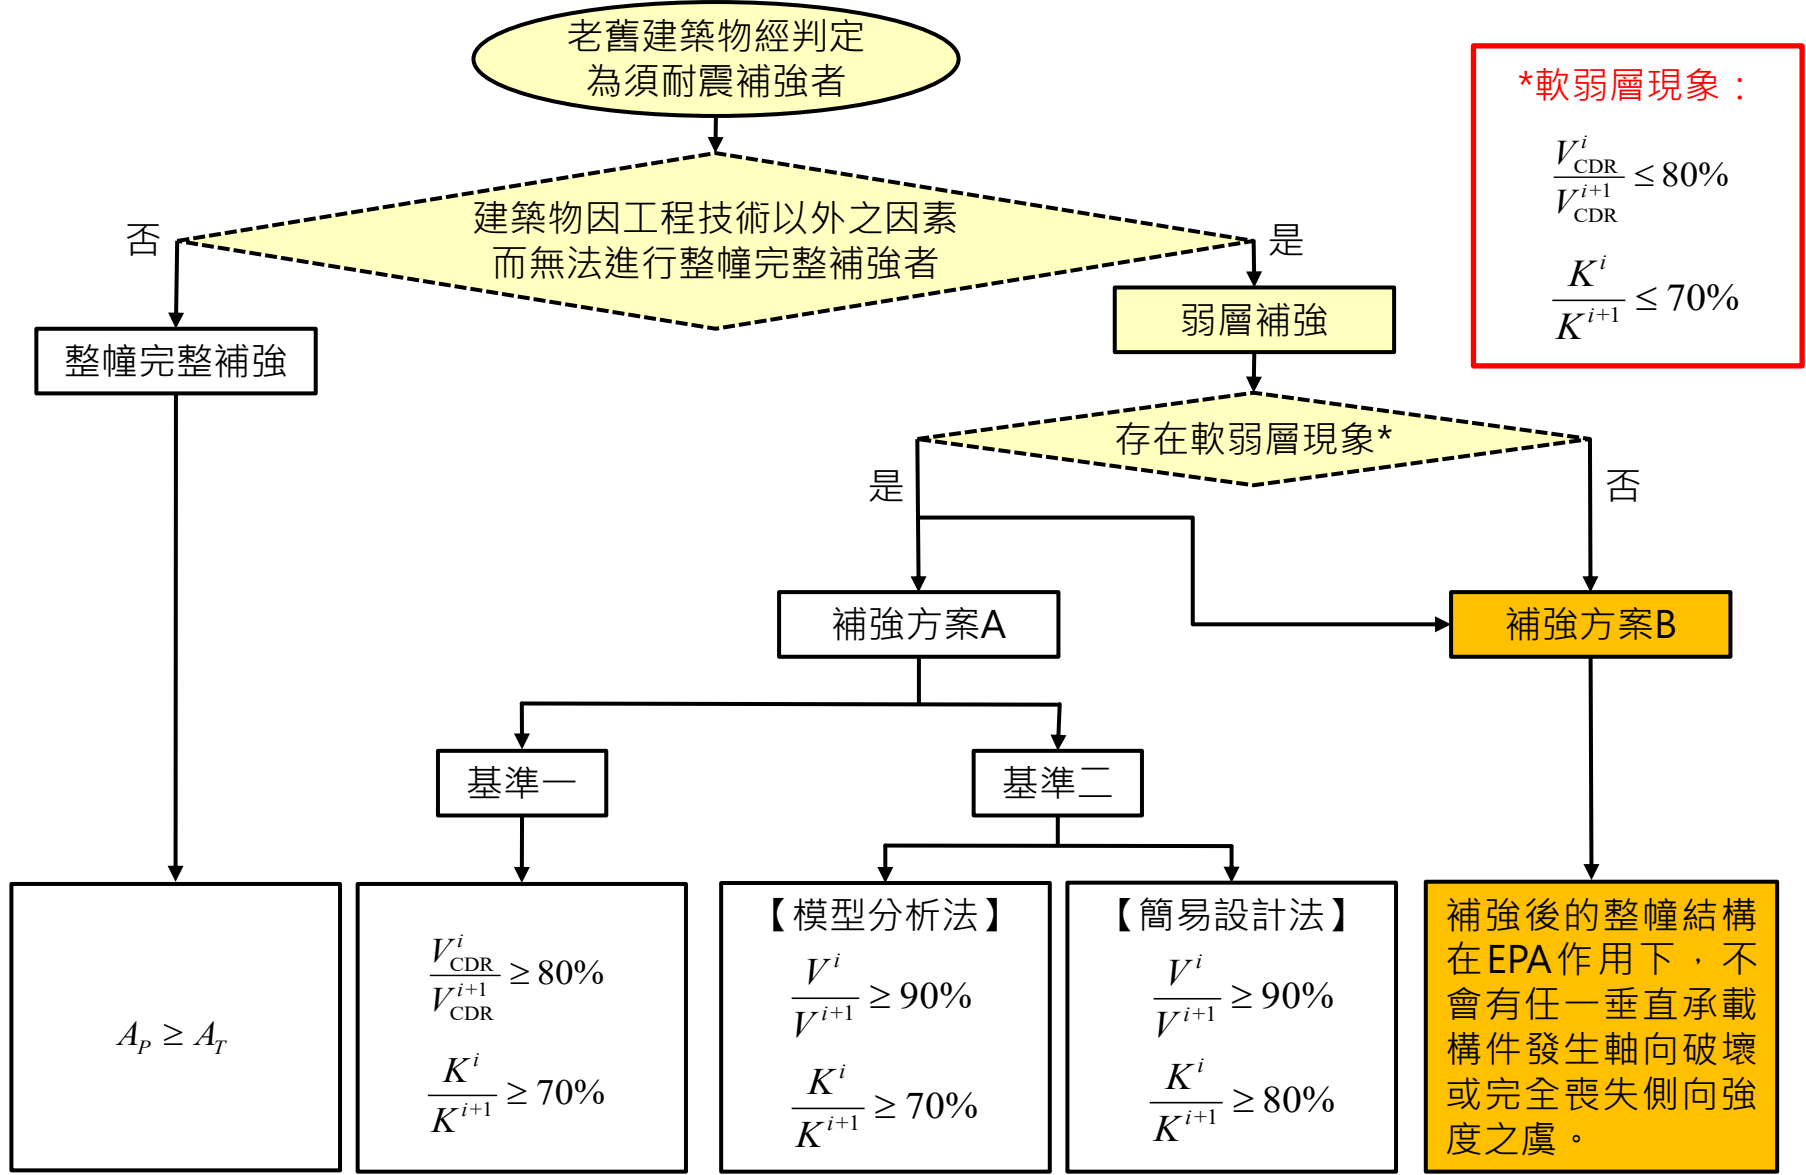 老舊建築物經判定
為須耐震補強者
*軟弱層現象：
V^i_CDR / V^{i+1}_CDR ≤ 80%
K^i / K^{i+1} ≤ 70%
建築物因工程技術以外之因素
而無法進行整幢完整補強者
否
是
整幢完整補強
弱層補強
存在軟弱層現象*
是
否
補強方案A
補強方案B
基準一
基準二
A_P ≥ A_T
V^i_CDR / V^{i+1}_CDR ≥ 80%
K^i / K^{i+1} ≥ 70%
【模型分析法】
V^i / V^{i+1} ≥ 90%
K^i / K^{i+1} ≥ 70%
【簡易設計法】
V^i / V^{i+1} ≥ 90%
K^i / K^{i+1} ≥ 80%
補強後的整幢結構
在EPA作用下，不
會有任一垂直承載
構件發生軸向破壞
或完全喪失側向強
度之虞。